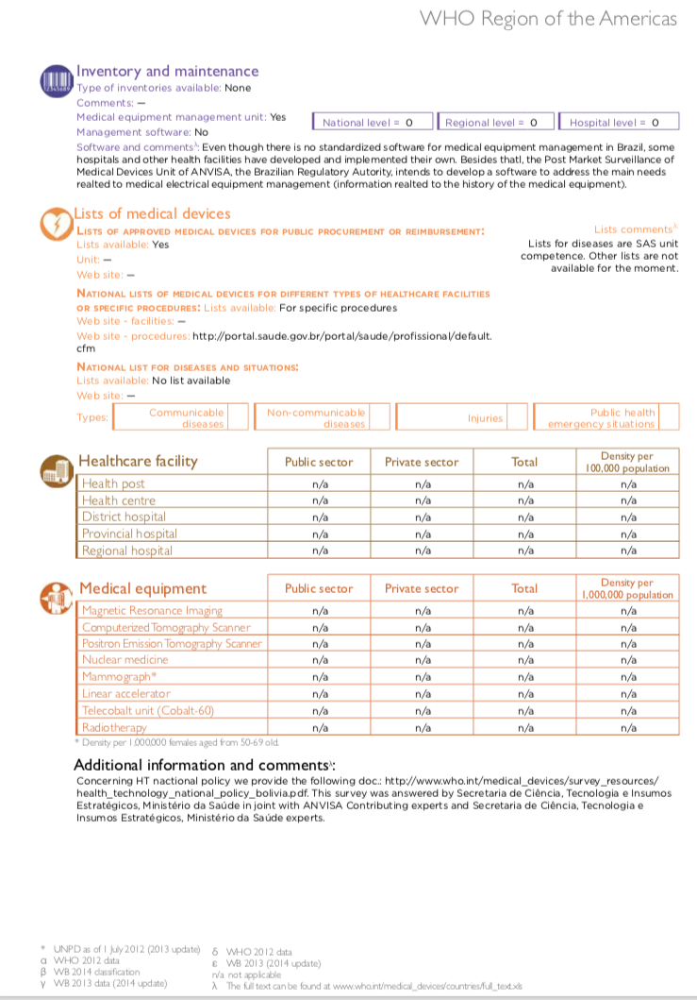 WHO Region of the Americas
Inventory and maintenance
Type of inventories available: None
Comments: –
Medical equipment management unit: Yes
National level = 0 Regional level = 0 Hospital level = 0
Management software: No
Software and commentsλ: Even though there is no standardized software for medical equipment management in Brazil, some
hospitals and other health facilities have developed and implemented their own. Besides thatl, the Post Market Surveillance of
Medical Devices Unit of ANVISA, the Brazilian Regulatory Autority, intends to develop a software to address the main needs
realted to medical electrical equipment management (information realted to the history of the medical equipment).
Lists of medical devices
Lists of approved medical devices for public procurement or reimbursement:
Lists available: Yes
Unit: –
Web site: –
Lists commentsλ
Lists for diseases are SAS unit
competence. Other lists are not
available for the moment.
National lists of medical devices for different types of healthcare facilities
or specific procedures: Lists available: For specific procedures
Web site - facilities: –
Web site - procedures: http://portal.saude.gov.br/portal/saude/profissional/default.
cfm
National list for diseases and situations:
Lists available: No list available
Web site: –
Types: Communicable diseases Non-communicable diseases Injuries Public health emergency situations
Healthcare facility Public sector Private sector Total Density per 100,000 population
Health post n/a n/a n/a n/a
Health centre n/a n/a n/a n/a
District hospital n/a n/a n/a n/a
Provincial hospital n/a n/a n/a n/a
Regional hospital n/a n/a n/a n/a
Medical equipment Public sector Private sector Total Density per 1,000,000 population
Magnetic Resonance Imaging n/a n/a n/a n/a
Computerized Tomography Scanner n/a n/a n/a n/a
Positron Emission Tomography Scanner n/a n/a n/a n/a
Nuclear medicine n/a n/a n/a n/a
Mammograph* n/a n/a n/a n/a
Linear accelerator n/a n/a n/a n/a
Telecobalt unit (Cobalt-60) n/a n/a n/a n/a
Radiotherapy n/a n/a n/a n/a
* Density per 1,000,000 females aged from 50-69 old.
Additional information and commentsλ:
Concerning HT nactional policy we provide the following doc.: http://www.who.int/medical_devices/survey_resources/
health_technology_national_policy_bolivia.pdf. This survey was answered by Secretaria de Ciência, Tecnologia e Insumos
Estratégicos, Ministério da Saúde in joint with ANVISA Contributing experts and Secretaria de Ciência, Tecnologia e
Insumos Estratégicos, Ministério da Saúde experts.
* UNPD as of 1 July 2012 (2013 update)
α WHO 2012 data
β WB 2014 classification
γ WB 2013 data (2014 update)
δ WHO 2012 data
ε WB 2013 (2014 update)
n/a not applicable
λ The full text can be found at www.who.int/medical_devices/countries/full_text.xls